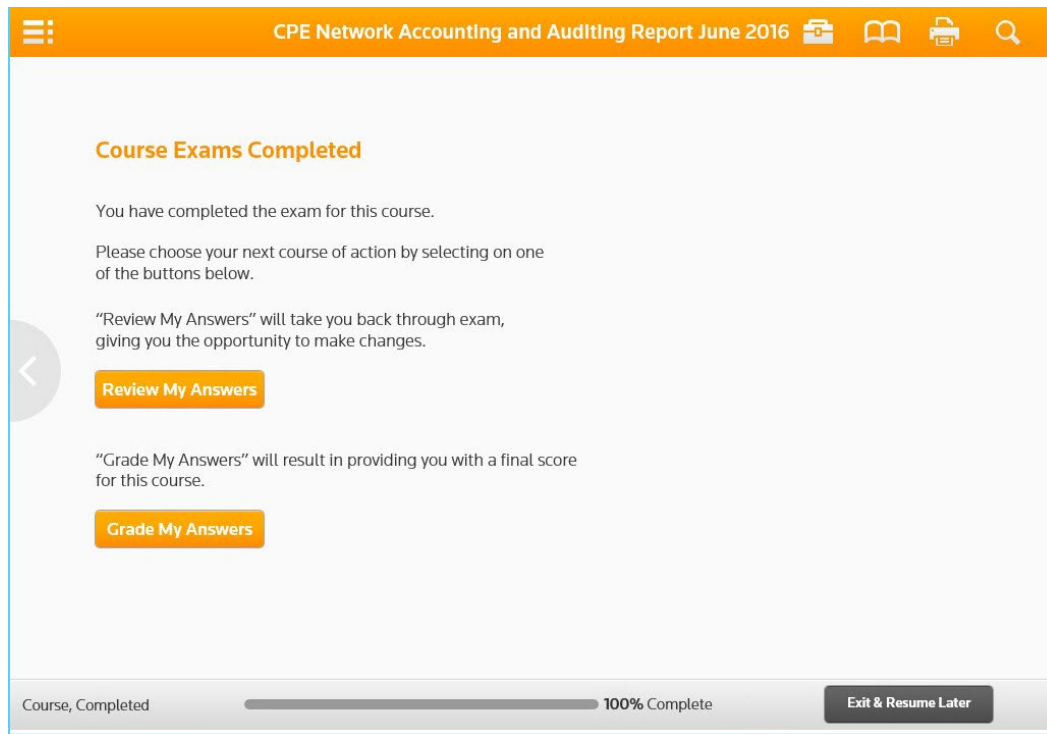 CPE Network Accounting and Auditing Report June 2016
Course Exams Completed
You have completed the exam for this course.
Please choose your next course of action by selecting on one
of the buttons below.
“Review My Answers” will take you back through exam,
giving you the opportunity to make changes.
Review My Answers
“Grade My Answers” will result in providing you with a final score
for this course.
Grade My Answers
Course, Completed
100% Complete
Exit & Resume Later